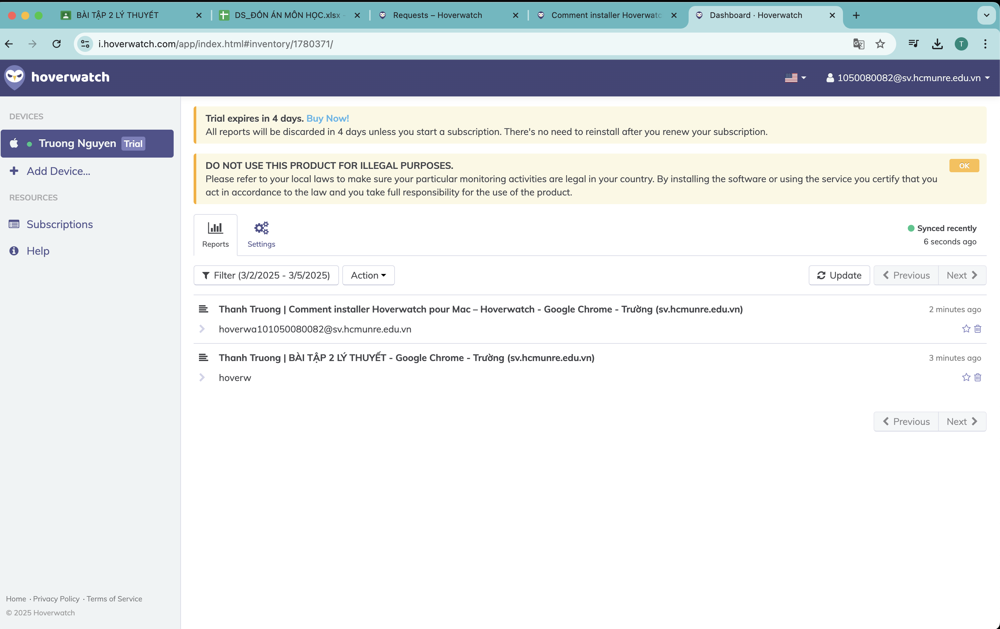 BÀI TẬP 2 LÝ THUYẾT
DS_ĐỒN ÁN MÔN HỌC.xlsx -
Requests – Hoverwatch
Comment installer Hoverwatc
Dashboard · Hoverwatch
i.hoverwatch.com/app/index.html#inventory/1780371/
T
hoverwatch
1050080082@sv.hcmunre.edu.vn
DEVICES
Truong Nguyen Trial
Add Device...
RESOURCES
Subscriptions
Help
Trial expires in 4 days. Buy Now!
All reports will be discarded in 4 days unless you start a subscription. There's no need to reinstall after you renew your subscription.
DO NOT USE THIS PRODUCT FOR ILLEGAL PURPOSES.
OK
Please refer to your local laws to make sure your particular monitoring activities are legal in your country. By installing the software or using the service you certify that you
act in accordance to the law and you take full responsibility for the use of the product.
Reports
Settings
Synced recently
6 seconds ago
Filter (3/2/2025 - 3/5/2025)
Action
Update
Previous
Next
Thanh Truong | Comment installer Hoverwatch pour Mac – Hoverwatch - Google Chrome - Trường (sv.hcmunre.edu.vn)
2 minutes ago
hoverwa101050080082@sv.hcmunre.edu.vn
Thanh Truong | BÀI TẬP 2 LÝ THUYẾT - Google Chrome - Trường (sv.hcmunre.edu.vn)
3 minutes ago
hoverw
Previous
Next
Home · Privacy Policy · Terms of Service
© 2025 Hoverwatch